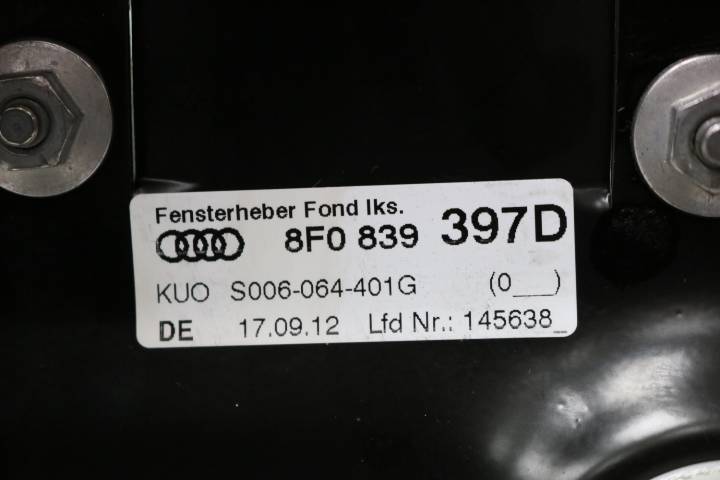 Fensterheber Fond lks.
8F0 839 397D
KUO S006-064-401G (0___)
DE 17.09.12 Lfd Nr.: 145638_